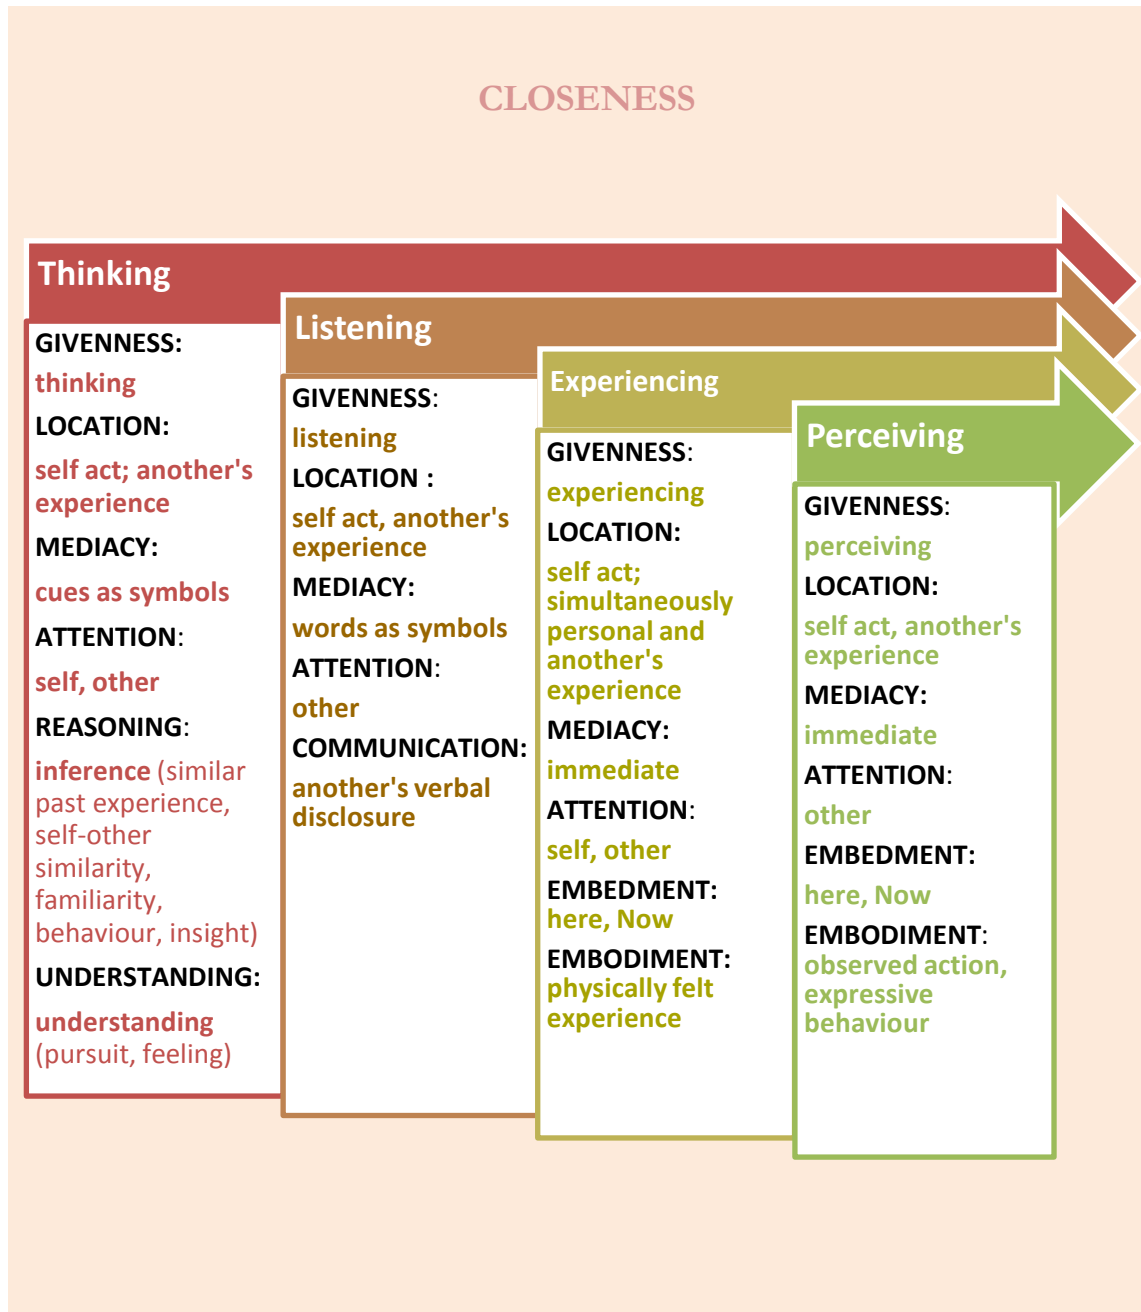 CLOSENESS
Thinking
GIVENNESS:
thinking
LOCATION:
self act; another's
experience
MEDIACY:
cues as symbols
ATTENTION:
self, other
REASONING:
inference (similar
past experience,
self-other
similarity,
familiarity,
behaviour, insight)
UNDERSTANDING:
understanding
(pursuit, feeling)
Listening
GIVENNESS:
listening
LOCATION :
self act, another's
experience
MEDIACY:
words as symbols
ATTENTION:
other
COMMUNICATION:
another's verbal
disclosure
Experiencing
GIVENNESS:
experiencing
LOCATION:
self act;
simultaneously
personal and
another's
experience
MEDIACY:
immediate
ATTENTION:
self, other
EMBEDMENT:
here, Now
EMBODIMENT:
physically felt
experience
Perceiving
GIVENNESS:
perceiving
LOCATION:
self act, another's
experience
MEDIACY:
immediate
ATTENTION:
other
EMBEDMENT:
here, Now
EMBODIMENT:
observed action,
expressive
behaviour